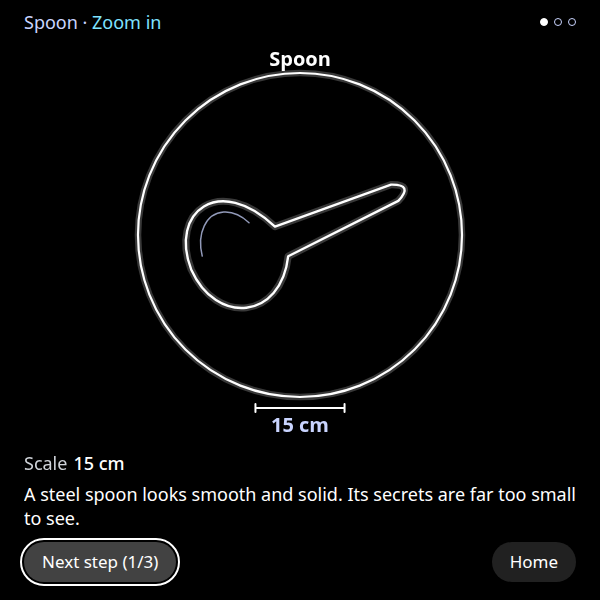 Spoon · Zoom in
Spoon
15 cm
Scale 15 cm
A steel spoon looks smooth and solid. Its secrets are far too small
to see.
Next step (1/3)
Home